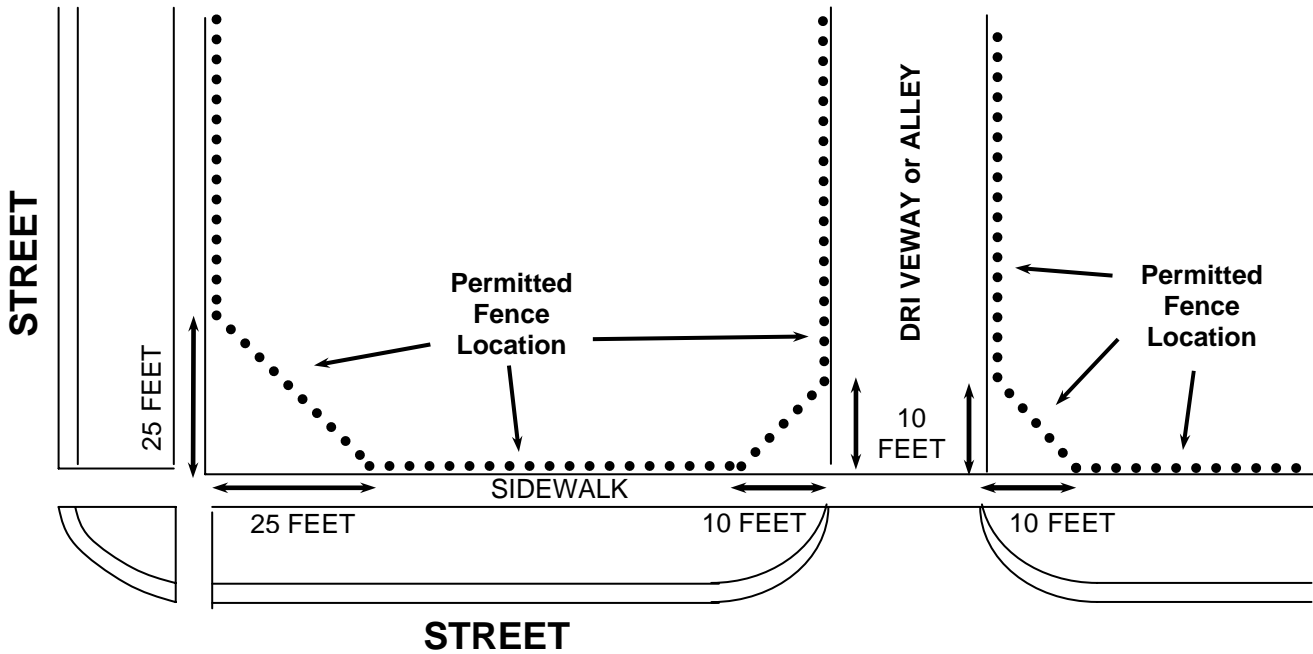 STREET
25 FEET
Permitted
Fence
Location
DRI VEWAY or ALLEY
Permitted
Fence
Location
10
FEET
SIDEWALK
25 FEET
10 FEET
10 FEET
STREET